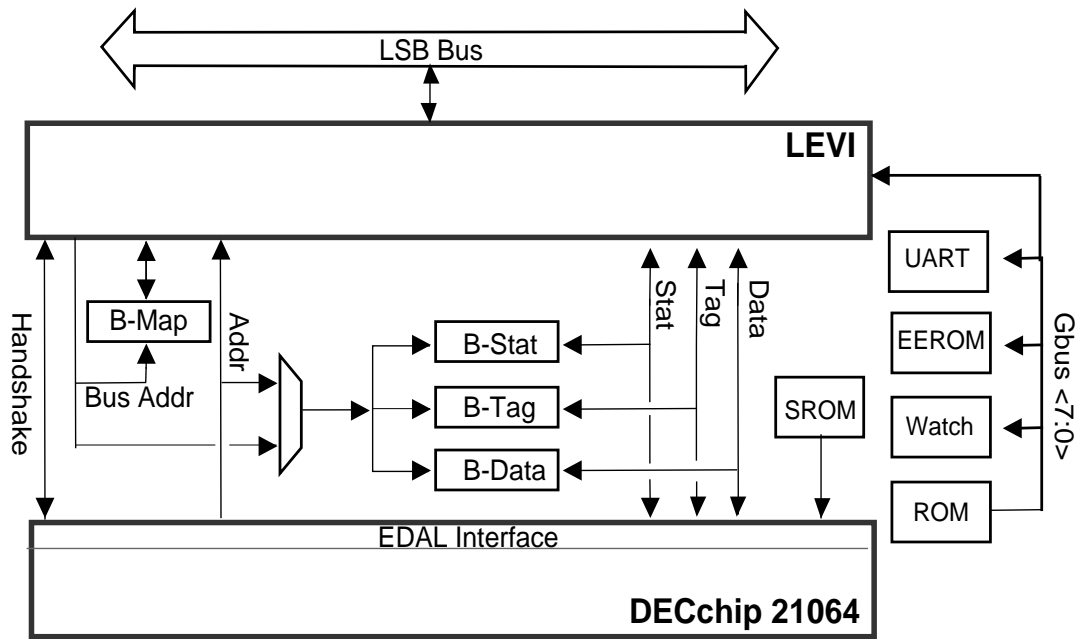 LSB Bus
LEVI
Handshake
B-Map
Bus Addr
Addr
B-Stat
B-Tag
B-Data
Stat
Tag
Data
SROM
UART
EEROM
Watch
ROM
Gbus <7:0>
EDAL Interface
DECchip 21064